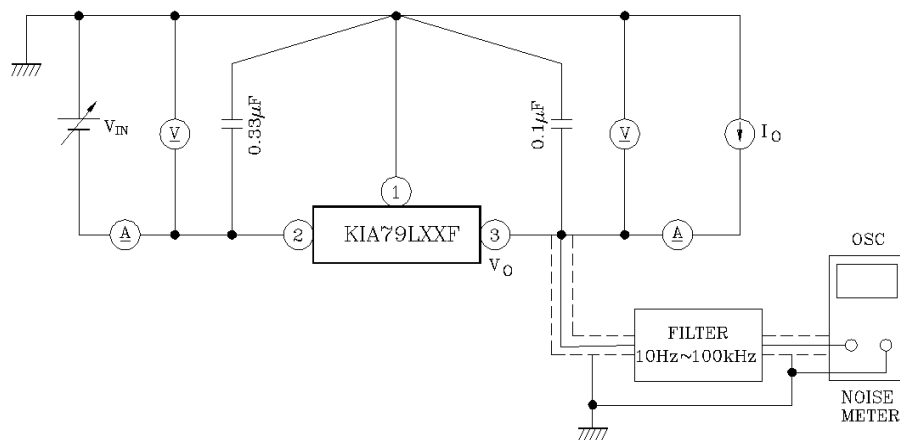 V_IN
V
0.33μF
0.1μF
V
I_O
1
A
2
KIA79LXXF
3
A
V_O
OSC
FILTER
10Hz~100kHz
NOISE
METER